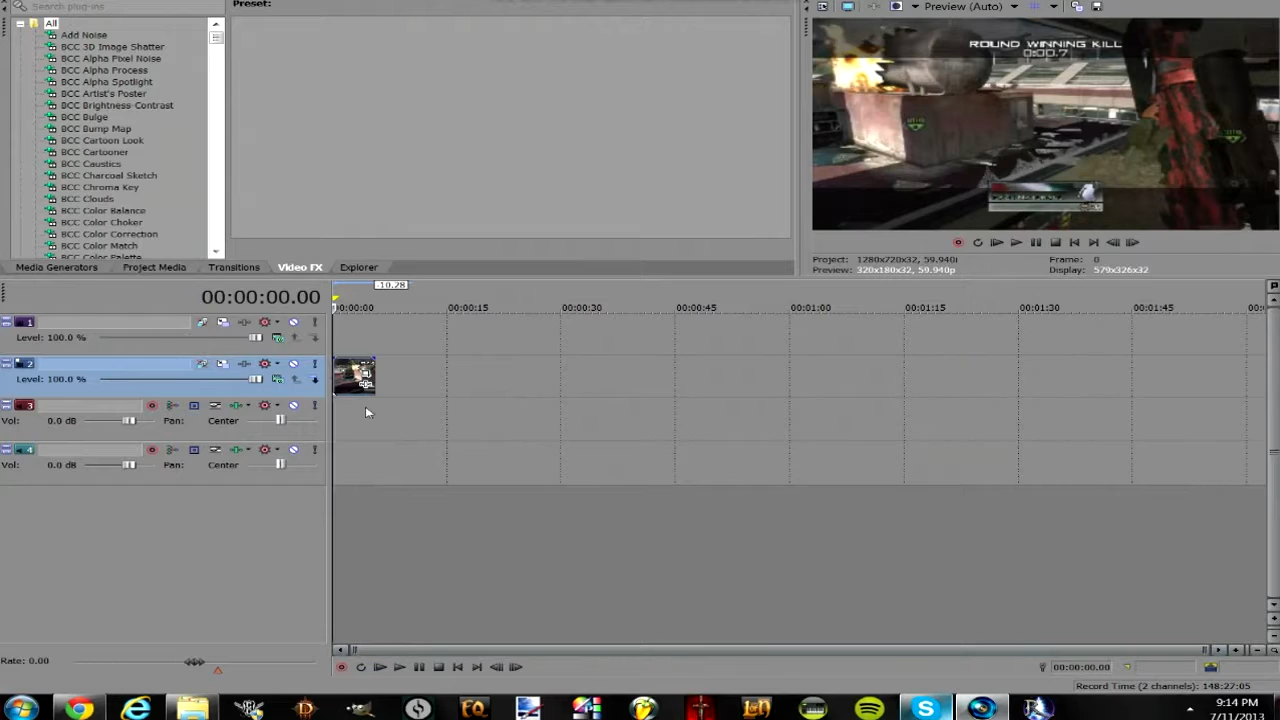 Search plug-ins
Preset:
Preview (Auto)
All
Add Noise
BCC 3D Image Shatter
BCC Alpha Pixel Noise
BCC Alpha Process
BCC Alpha Spotlight
BCC Artist's Poster
BCC Brightness-Contrast
BCC Bulge
BCC Bump Map
BCC Cartoon Look
BCC Cartooner
BCC Caustics
BCC Charcoal Sketch
BCC Chroma Key
BCC Clouds
BCC Color Balance
BCC Color Choker
BCC Color Correction
BCC Color Match
BCC Color Palette
ROUND WINNING KILL
0:00.7
Project: 1280x720x32, 59.940i
Frame: 0
Preview: 320x180x32, 59.940p
Display: 579x326x32
Media Generators
Project Media
Transitions
Video FX
Explorer
10.28
00:00:00.00
0:00:00
00:00:15
00:00:30
00:00:45
00:01:00
00:01:15
00:01:30
00:01:45
1
Level: 100.0 %
2
Level: 100.0 %
3
Vol: 0.0 dB Pan: Center
4
Vol: 0.0 dB Pan: Center
Rate: 0.00
00:00:00.00
Record Time (2 channels): 148:27:05
9:14 PM
7/11/2013